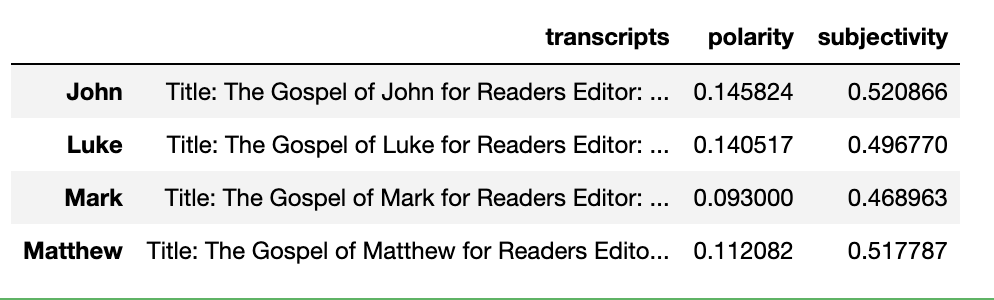 transcripts polarity subjectivity
John Title: The Gospel of John for Readers Editor: ... 0.145824 0.520866
Luke Title: The Gospel of Luke for Readers Editor: ... 0.140517 0.496770
Mark Title: The Gospel of Mark for Readers Editor: ... 0.093000 0.468963
Matthew Title: The Gospel of Matthew for Readers Edito... 0.112082 0.517787